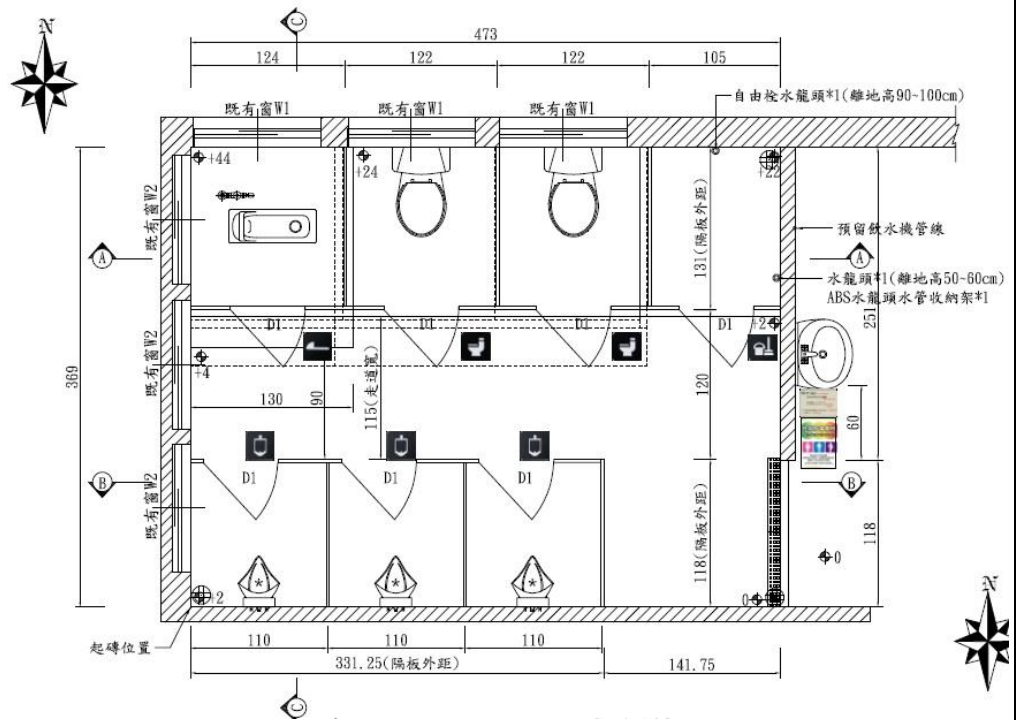 N
C
473
124
122
122
105
既有窗W1
既有窗W1
既有窗W1
自由栓水龍頭*1(離地高90~100cm)
+44
+24
+22
既有窗W2
131(隔板外距)
預留飲水機管線
A
A
水龍頭*1(離地高50~60cm)
ABS水龍頭水管收納架*1
251
D1
D1
D1
D1
+2
既有窗W2
+4
369
130
90
115(走道寬)
120
60
D1
D1
D1
B
B
既有窗W2
118(隔板外距)
118
0
+2
0
起磚位置
110
110
110
331.25(隔板外距)
141.75
N
C